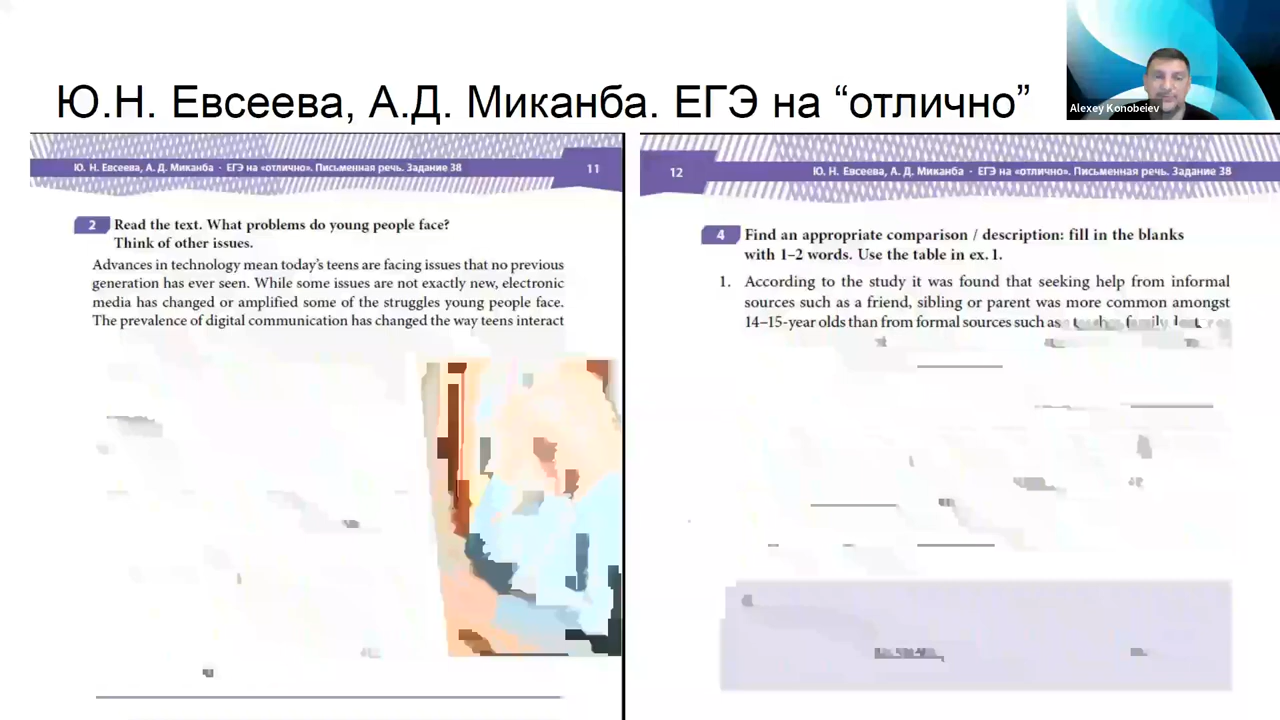 Ю.Н. Евсеева, А.Д. Миканба. ЕГЭ на “отлично”
Alexey Konobeiev
Ю. Н. Евсеева, А. Д. Миканба · ЕГЭ на «отлично». Письменная речь. Задание 38
11
2 Read the text. What problems do young people face?
Think of other issues.
Advances in technology mean today’s teens are facing issues that no previous
generation has ever seen. While some issues are not exactly new, electronic
media has changed or amplified some of the struggles young people face.
The prevalence of digital communication has changed the way teens interact
12
Ю. Н. Евсеева, А. Д. Миканба · ЕГЭ на «отлично». Письменная речь. Задание 38
4 Find an appropriate comparison / description: fill in the blanks
with 1–2 words. Use the table in ex. 1.
1. According to the study it was found that seeking help from informal
sources such as a friend, sibling or parent was more common amongst
14–15-year olds than from formal sources such as